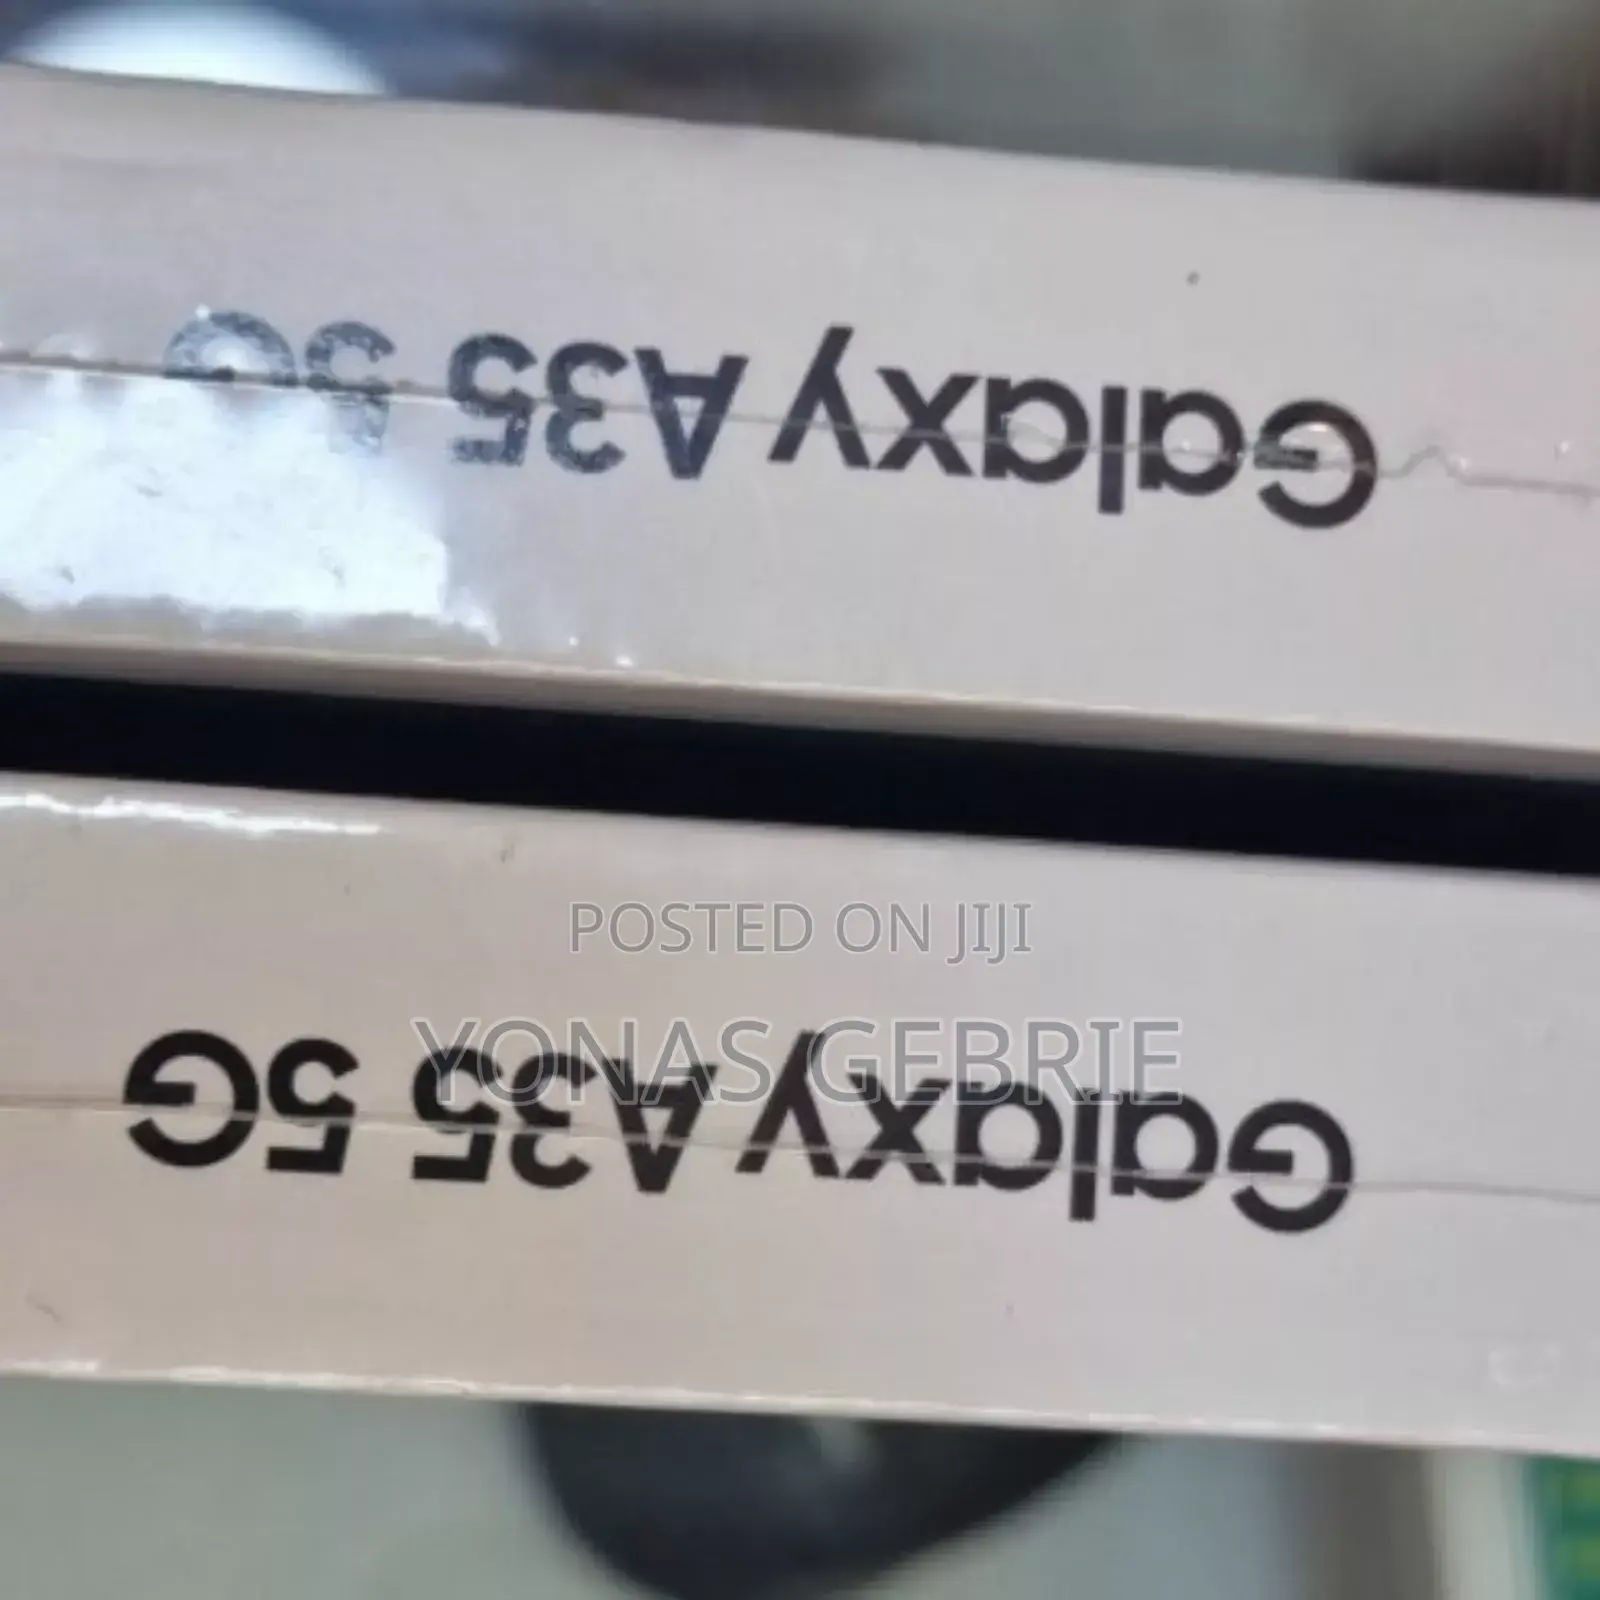 Galaxy A35 5G
POSTED ON JIJI
YONAS GEBRIE
Galaxy A35 5G